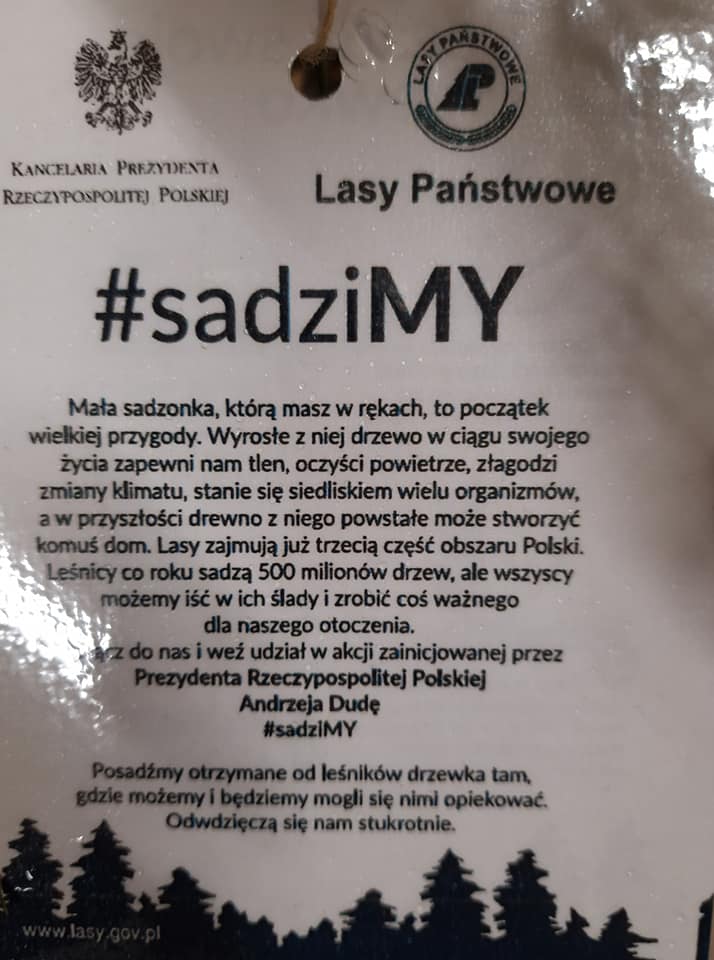 KANCELARIA PREZYDENTA
RZECZYPOSPOLITEJ POLSKIEJ
LASY PAŃSTWOWE
Lasy Państwowe
#sadziMY
Mała sadzonka, którą masz w rękach, to początek
wielkiej przygody. Wyrosłe z niej drzewo w ciągu swojego
życia zapewni nam tlen, oczyści powietrze, złagodzi
zmiany klimatu, stanie się siedliskiem wielu organizmów,
a w przyszłości drewno z niego powstałe może stworzyć
komuś dom. Lasy zajmują już trzecią część obszaru Polski.
Leśnicy co roku sadzą 500 milionów drzew, ale wszyscy
możemy iść w ich ślady i zrobić coś ważnego
dla naszego otoczenia.
do nas i weź udział w akcji zainicjowanej przez
Prezydenta Rzeczypospolitej Polskiej
Andrzeja Dudę
#sadziMY
Posadźmy otrzymane od leśników drzewka tam,
gdzie możemy i będziemy mogli się nimi opiekować.
Odwdzięczą się nam stukrotnie.
www.lasy.gov.pl